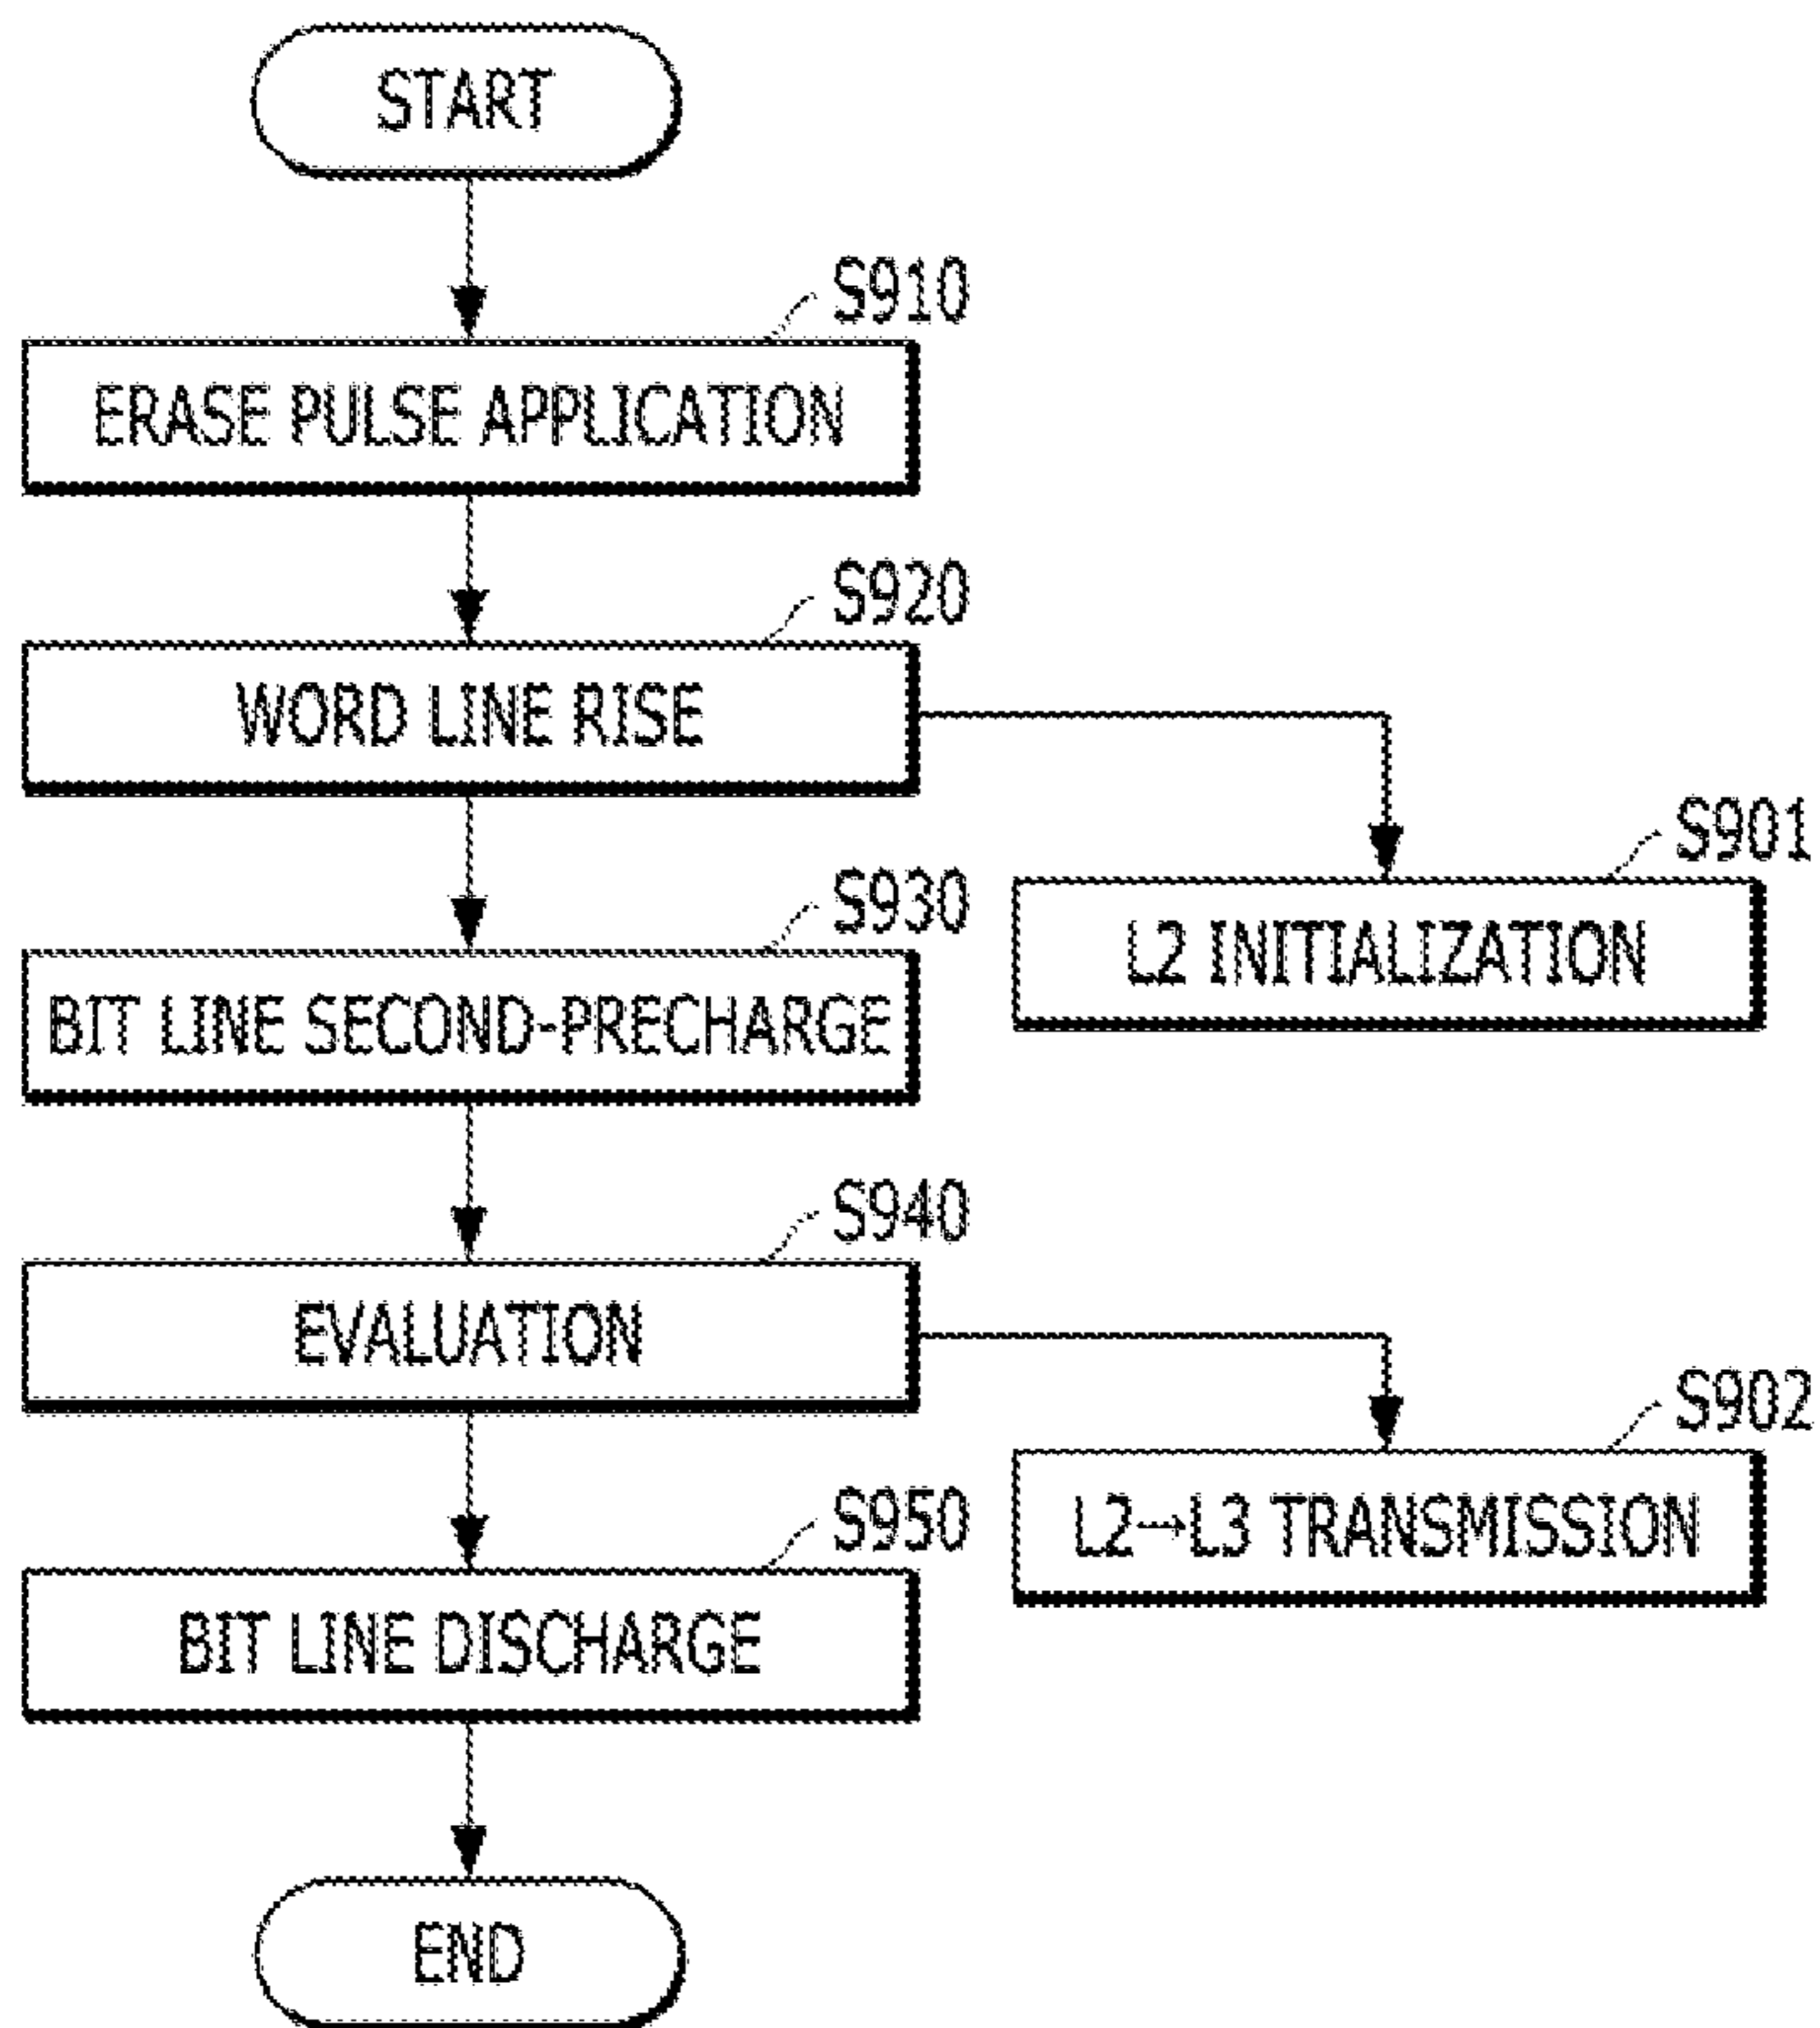 START
S910
ERASE PULSE APPLICATION
S920
WORD LINE RISE
S901
L2 INITIALIZATION
S930
BIT LINE SECOND-PRECHARGE
S940
EVALUATION
S902
L2→L3 TRANSMISSION
S950
BIT LINE DISCHARGE
END